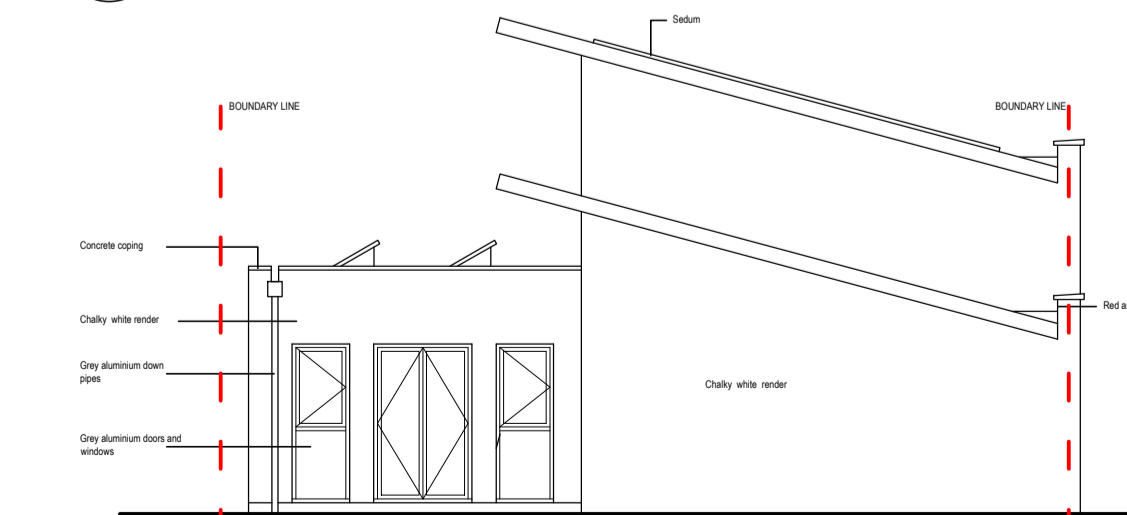 Sedum
BOUNDARY LINE
BOUNDARY LINE
Concrete coping
Red
Chalky white render
Grey aluminium down
pipes
Chalky white render
Grey aluminium doors and
windows